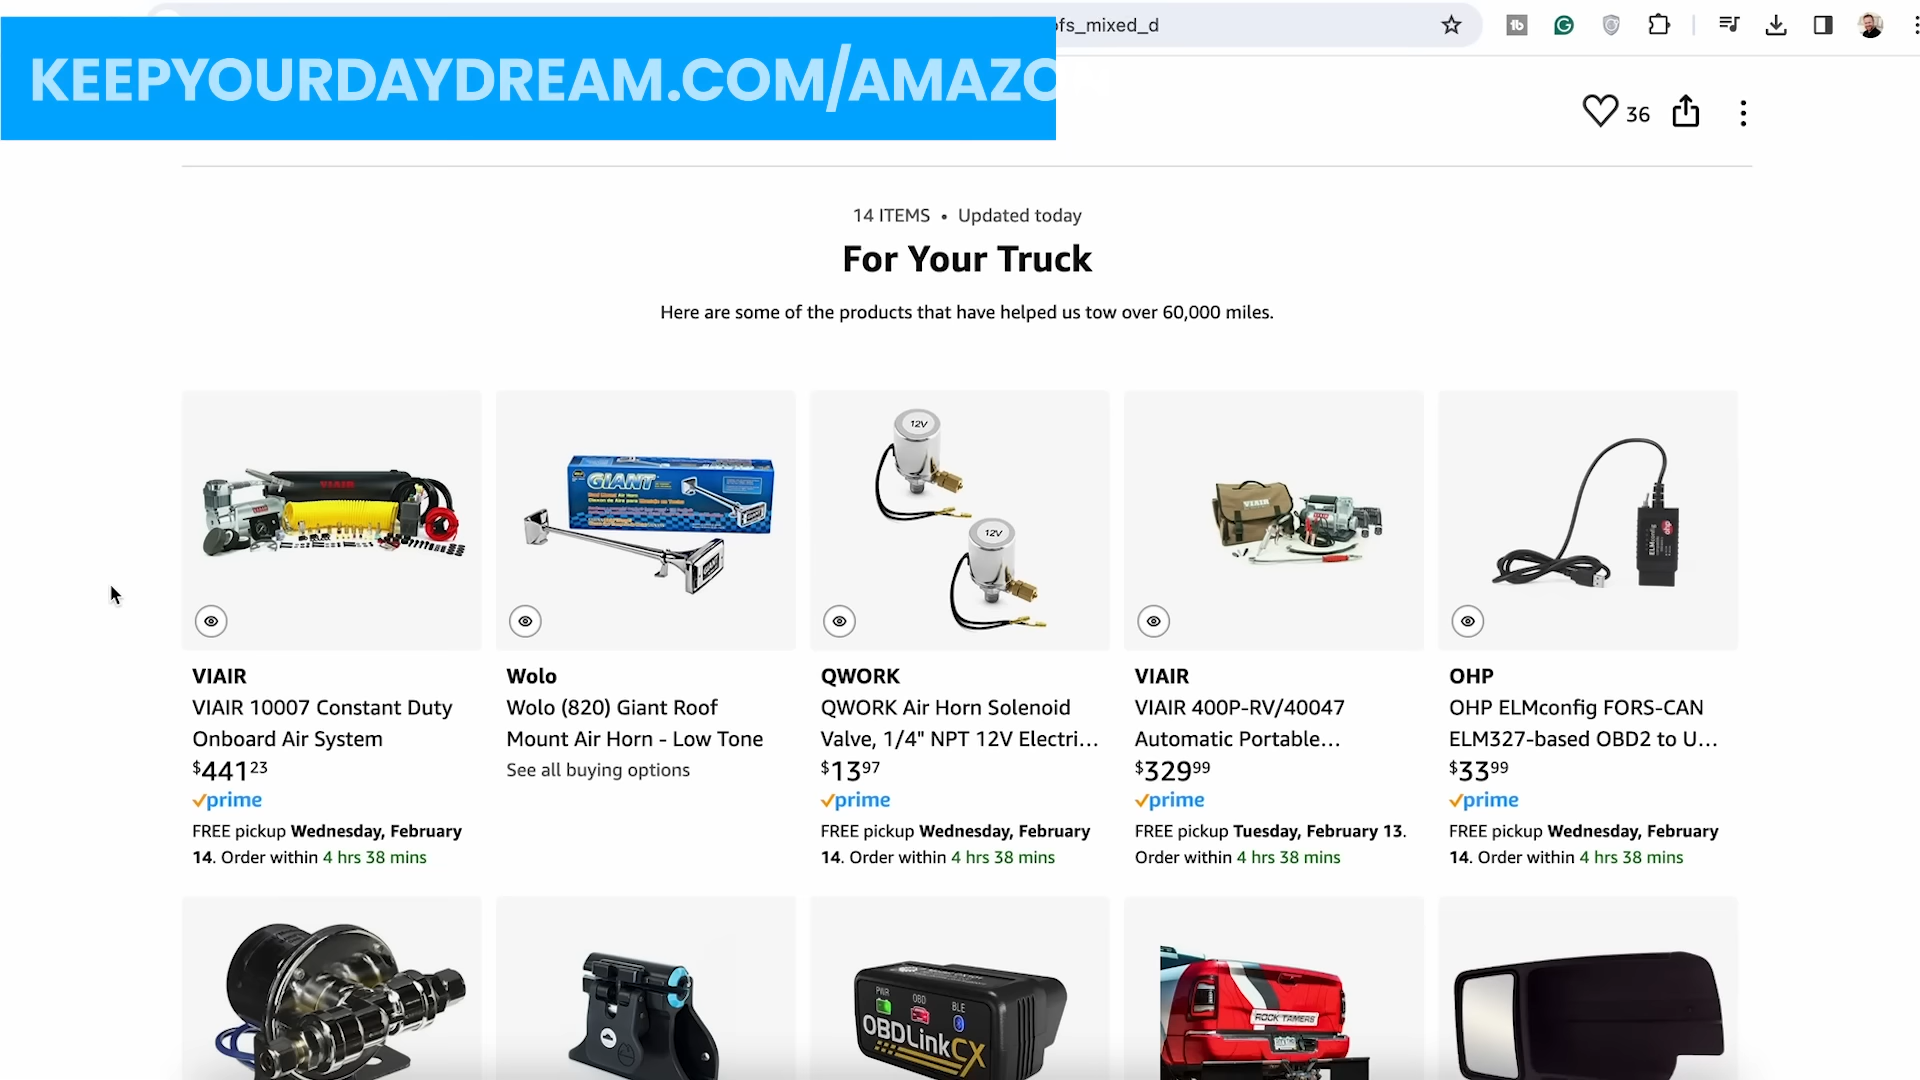 ofs_mixed_d
KEEPYOURDAYDREAM.COM/AMAZO
36
14 ITEMS • Updated today
For Your Truck
Here are some of the products that have helped us tow over 60,000 miles.
VIAIR
GIANT
12V
12V
VIAIR
VIAIR
VIAIR 10007 Constant Duty
Onboard Air System
$441 23
prime
FREE pickup Wednesday, February
14. Order within 4 hrs 38 mins
Wolo
Wolo (820) Giant Roof
Mount Air Horn - Low Tone
See all buying options
QWORK
QWORK Air Horn Solenoid
Valve, 1/4" NPT 12V Electri...
$13 97
prime
FREE pickup Wednesday, February
14. Order within 4 hrs 38 mins
VIAIR
VIAIR 400P-RV/40047
Automatic Portable...
$329 99
prime
FREE pickup Tuesday, February 13.
Order within 4 hrs 38 mins
OHP
OHP ELMconfig FORS-CAN
ELM327-based OBD2 to U...
$33 99
prime
FREE pickup Wednesday, February
14. Order within 4 hrs 38 mins
PWR OBD BLE
OBDLinkCX
ROCK TAMERS